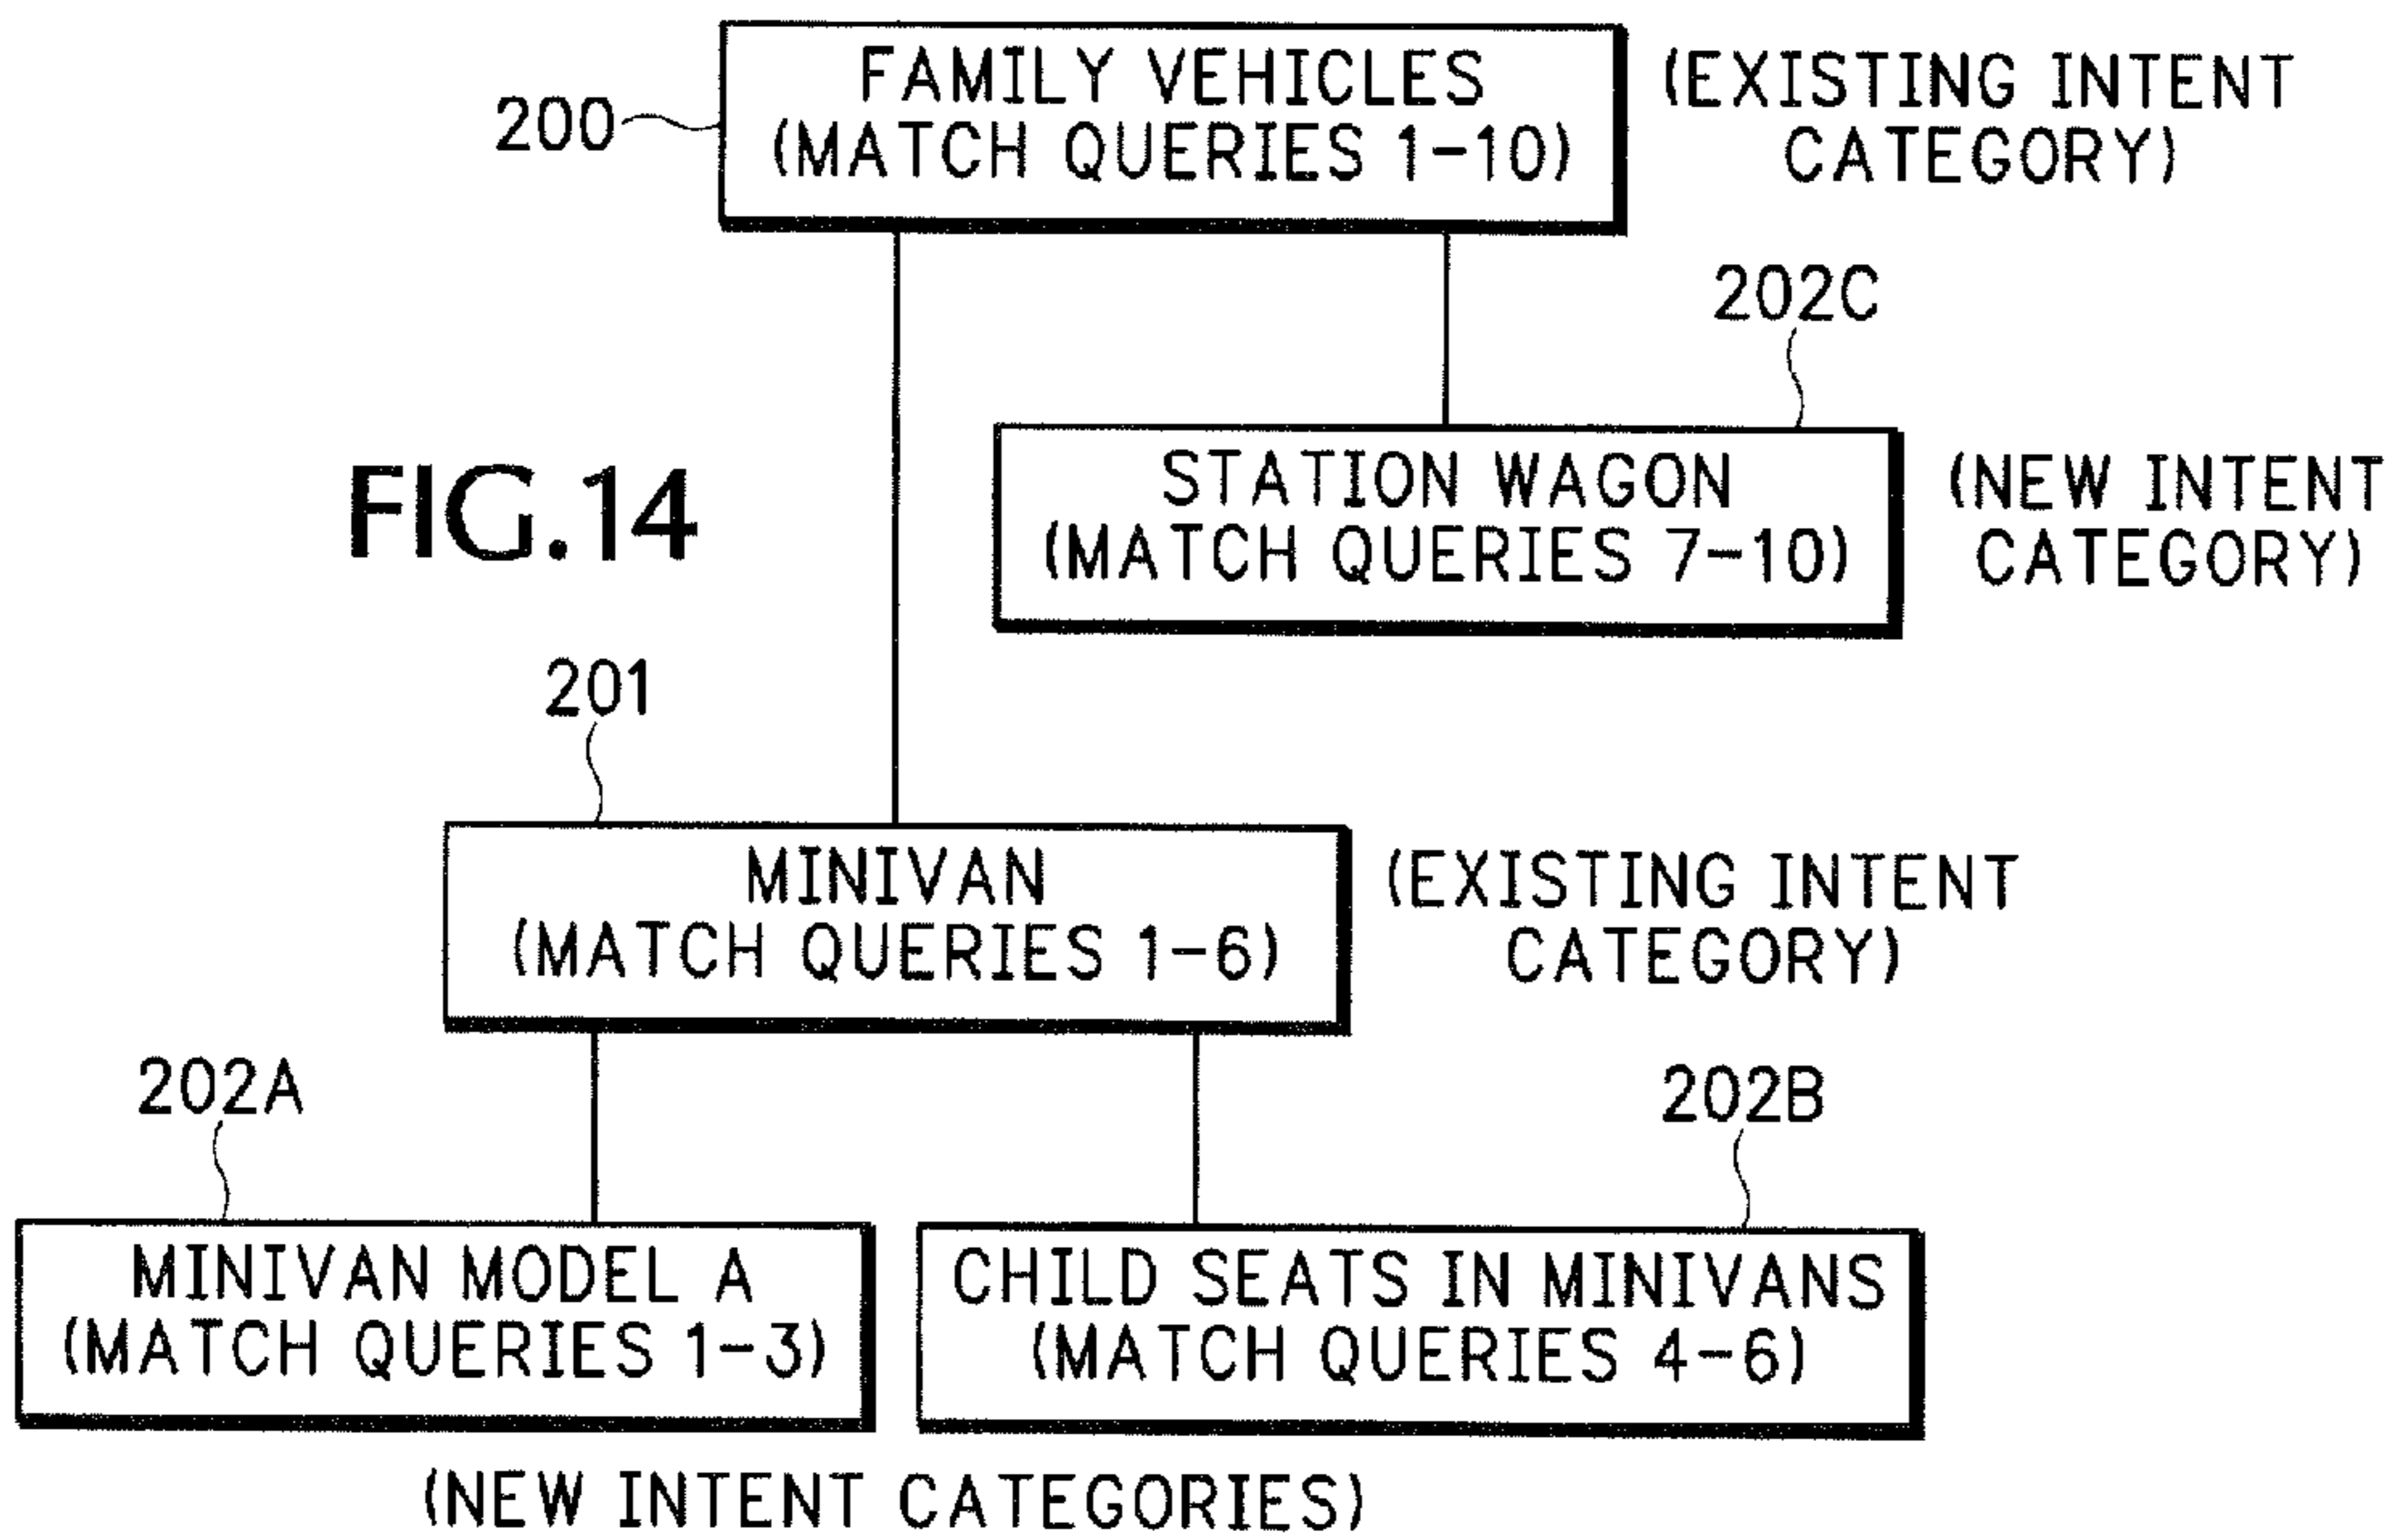 FAMILY VEHICLES
(MATCH QUERIES 1-10)
(EXISTING INTENT
CATEGORY)
200
202C
STATION WAGON
(MATCH QUERIES 7-10)
(NEW INTENT
CATEGORY)
FIG.14
201
MINIVAN
(MATCH QUERIES 1-6)
(EXISTING INTENT
CATEGORY)
202A
MINIVAN MODEL A
(MATCH QUERIES 1-3)
202B
CHILD SEATS IN MINIVANS
(MATCH QUERIES 4-6)
(NEW INTENT CATEGORIES)